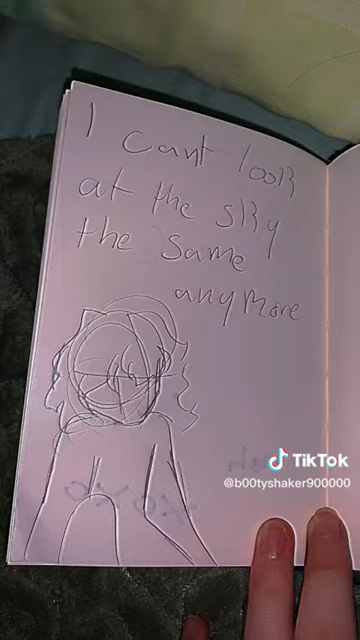 I cant look
at the sky
the same
anymore
TikTok
@b00tyshaker900000